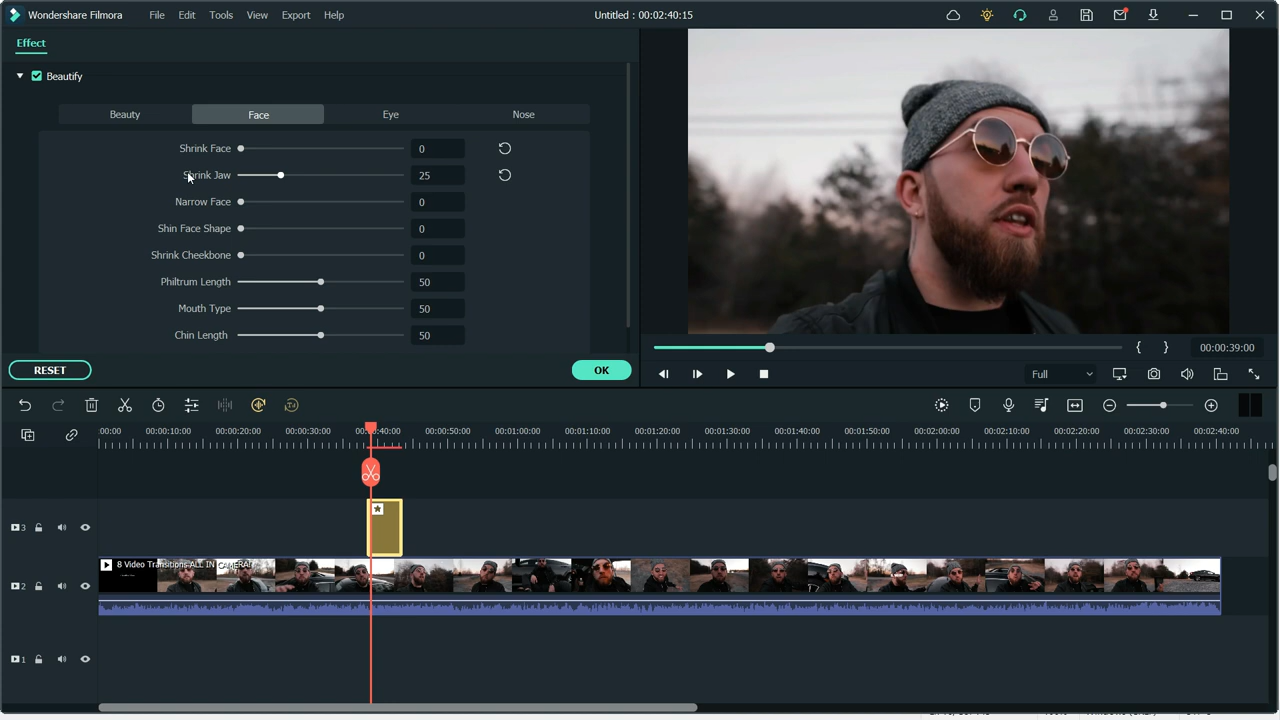 Wondershare Filmora File Edit Tools View Export Help Untitled : 00:02:40:15
Effect
Beautify
Beauty Face Eye Nose
Shrink Face 0
Shrink Jaw 25
Narrow Face 0
Shin Face Shape 0
Shrink Cheekbone 0
Philtrum Length 50
Mouth Type 50
Chin Length 50
{ } 00:00:39:00
RESET OK
Full
00:00 00:00:10:00 00:00:20:00 00:00:30:00 00:00:40:00 00:00:50:00 00:01:00:00 00:01:10:00 00:01:20:00 00:01:30:00 00:01:40:00 00:01:50:00 00:02:00:00 00:02:10:00 00:02:20:00 00:02:30:00 00:02:40:00
3
8 Video Transitions ALL IN CAMERA!
2
1